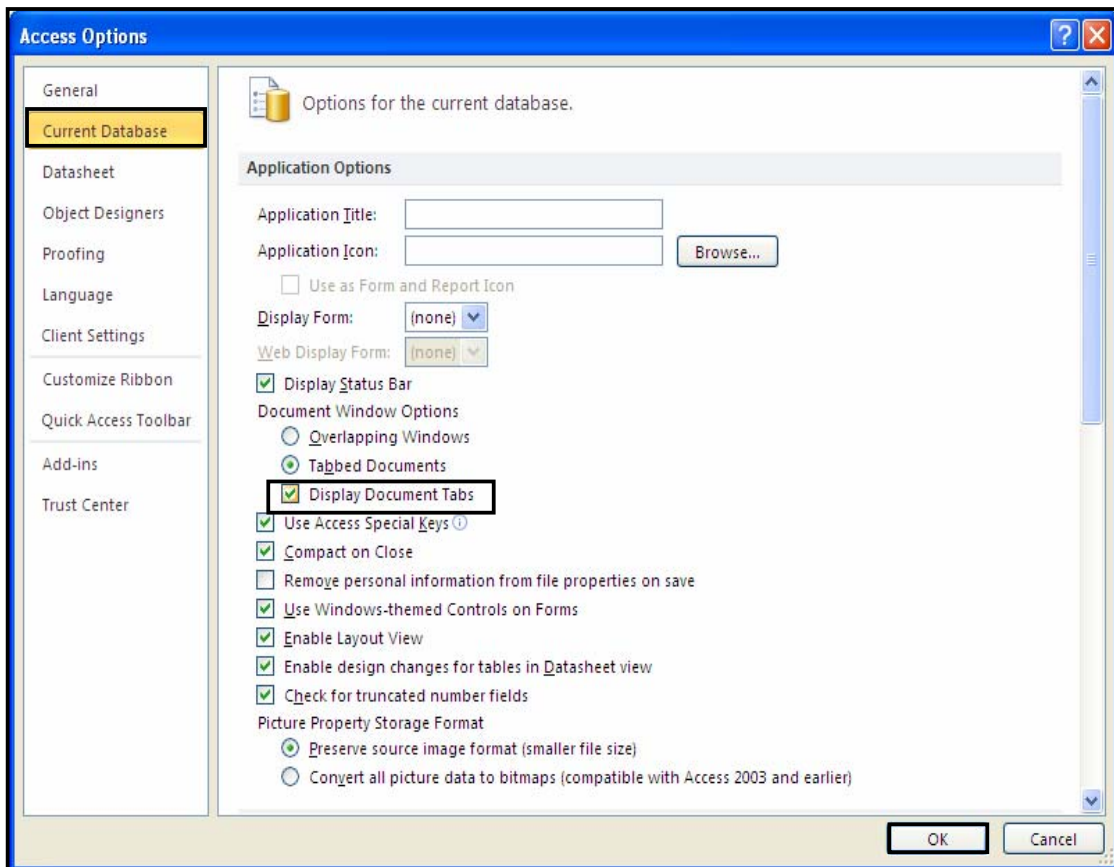 Access Options
General
Current Database
Datasheet
Object Designers
Proofing
Language
Client Settings
Customize Ribbon
Quick Access Toolbar
Add-ins
Trust Center
Options for the current database.
Application Options
Application Title:
Application Icon:
Browse...
Use as Form and Report Icon
Display Form: (none)
Web Display Form: (none)
Display Status Bar
Document Window Options
Overlapping Windows
Tabbed Documents
Display Document Tabs
Use Access Special Keys
Compact on Close
Remove personal information from file properties on save
Use Windows-themed Controls on Forms
Enable Layout View
Enable design changes for tables in Datasheet view
Check for truncated number fields
Picture Property Storage Format
Preserve source image format (smaller file size)
Convert all picture data to bitmaps (compatible with Access 2003 and earlier)
OK
Cancel